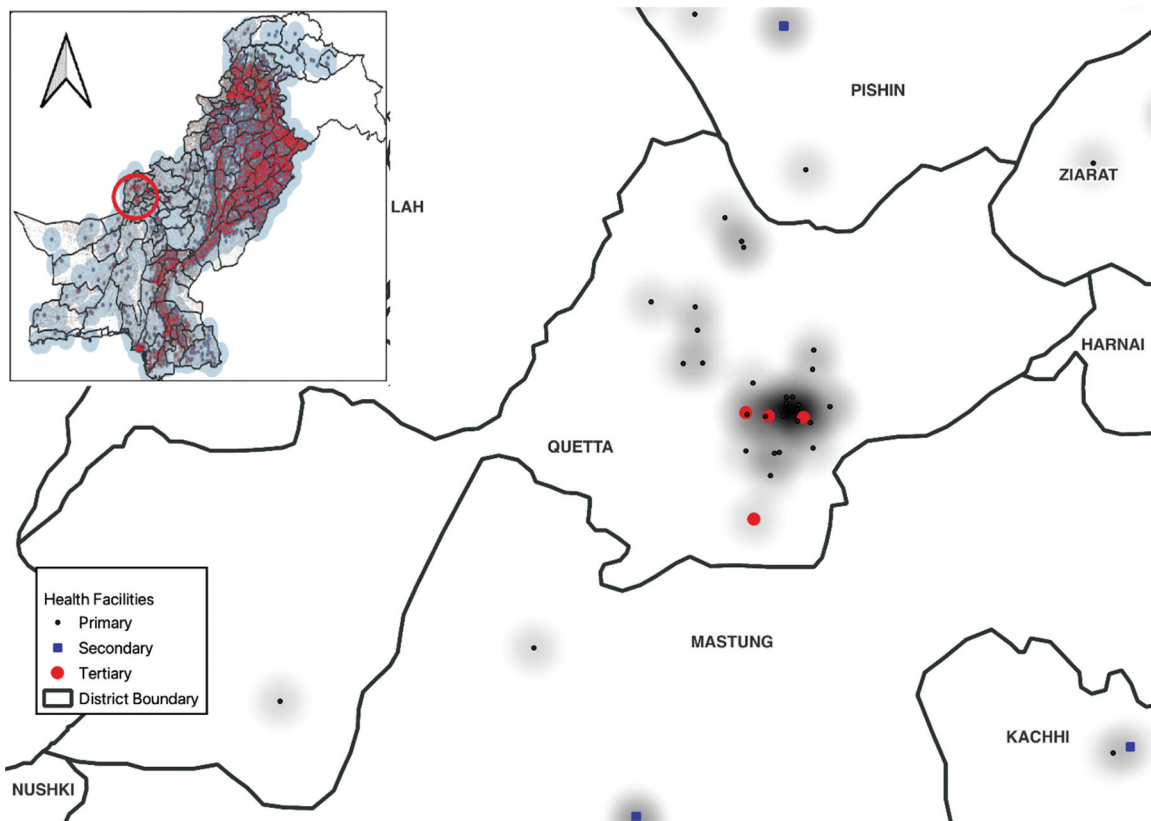 PISHIN
ZIARAT
LAH
HARNAI
QUETTA
Health Facilities
Primary
Secondary
Tertiary
District Boundary
MASTUNG
KACHHI
NUSHKI